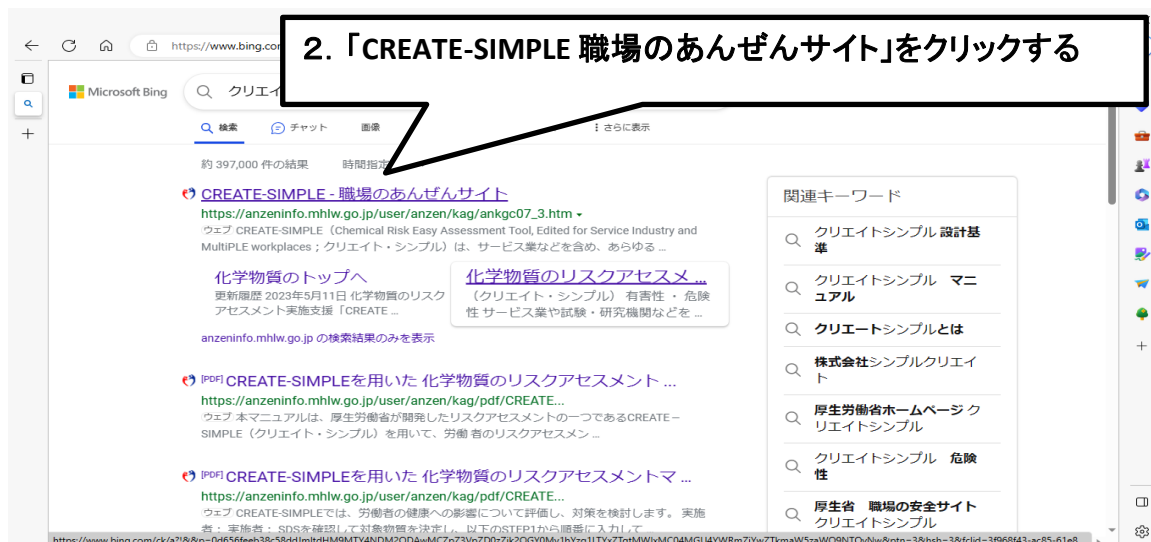 ２．「CREATE-SIMPLE 職場のあんぜんサイト」をクリックする
https://www.bing.co
Microsoft Bing
クリエイ
検索 チャット 画像 さらに表示
約 397,000 件の結果 時間指定
CREATE-SIMPLE - 職場のあんぜんサイト
https://anzeninfo.mhlw.go.jp/user/anzen/kag/ankgc07_3.htm
ウェブ CREATE-SIMPLE（Chemical Risk Easy Assessment Tool, Edited for Service Industry and
MultiPLE workplaces；クリエイト・シンプル）は、サービス業などを含め、あらゆる ...
化学物質のトップへ
更新履歴 2023年5月11日 化学物質のリスク
アセスメント実施支援「CREATE ...
化学物質のリスクアセスメ ...
（クリエイト・シンプル） 有害性 ・ 危険
性 サービス業や試験・研究機関などを ...
anzeninfo.mhlw.go.jp の検索結果のみを表示
[PDF] CREATE-SIMPLEを用いた 化学物質のリスクアセスメント ...
https://anzeninfo.mhlw.go.jp/user/anzen/kag/pdf/CREATE...
ウェブ 本マニュアルは、厚生労働省が開発したリスクアセスメントの一つであるCREATE－
SIMPLE（クリエイト・シンプル）を用いて、労働 者のリスクアセスメン ...
[PDF] CREATE-SIMPLEを用いた 化学物質のリスクアセスメントマ ...
https://anzeninfo.mhlw.go.jp/user/anzen/kag/pdf/CREATE...
ウェブ CREATE-SIMPLEでは、労働者の健康への影響について評価し、対策を検討します。 実施
者： 実施者： SDSを確認して対象物質を決定し、以下のSTEP1から順番に入力して
関連キーワード
クリエイトシンプル 設計基
準
クリエイトシンプル マニ
ュアル
クリエートシンプルとは
株式会社シンプルクリエイ
ト
厚生労働省ホームページ ク
リエイトシンプル
クリエイトシンプル 危険
性
厚生省 職場の安全サイト
クリエイトシンプル